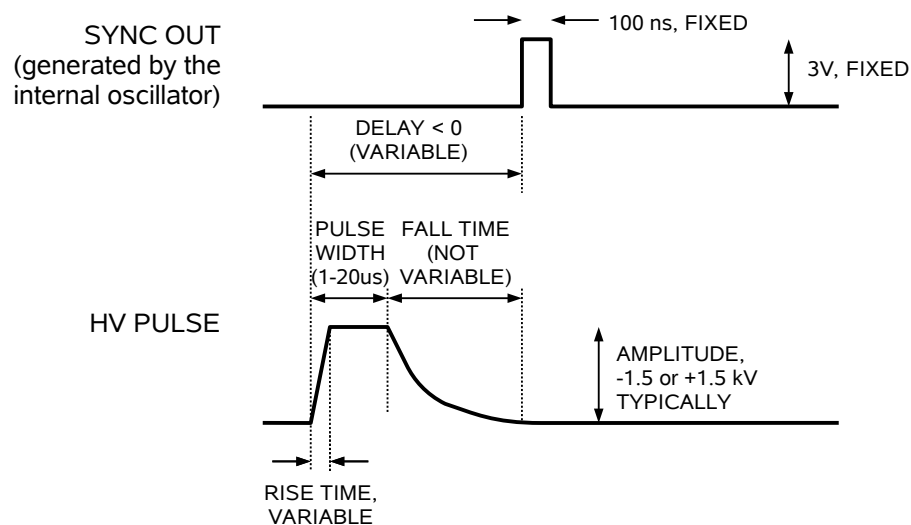 SYNC OUT
(generated by the
internal oscillator)
100 ns, FIXED
3V, FIXED
DELAY < 0
(VARIABLE)
PULSE
WIDTH
(1-20us)
FALL TIME
(NOT
VARIABLE)
HV PULSE
AMPLITUDE,
-1.5 or +1.5 kV
TYPICALLY
RISE TIME,
VARIABLE